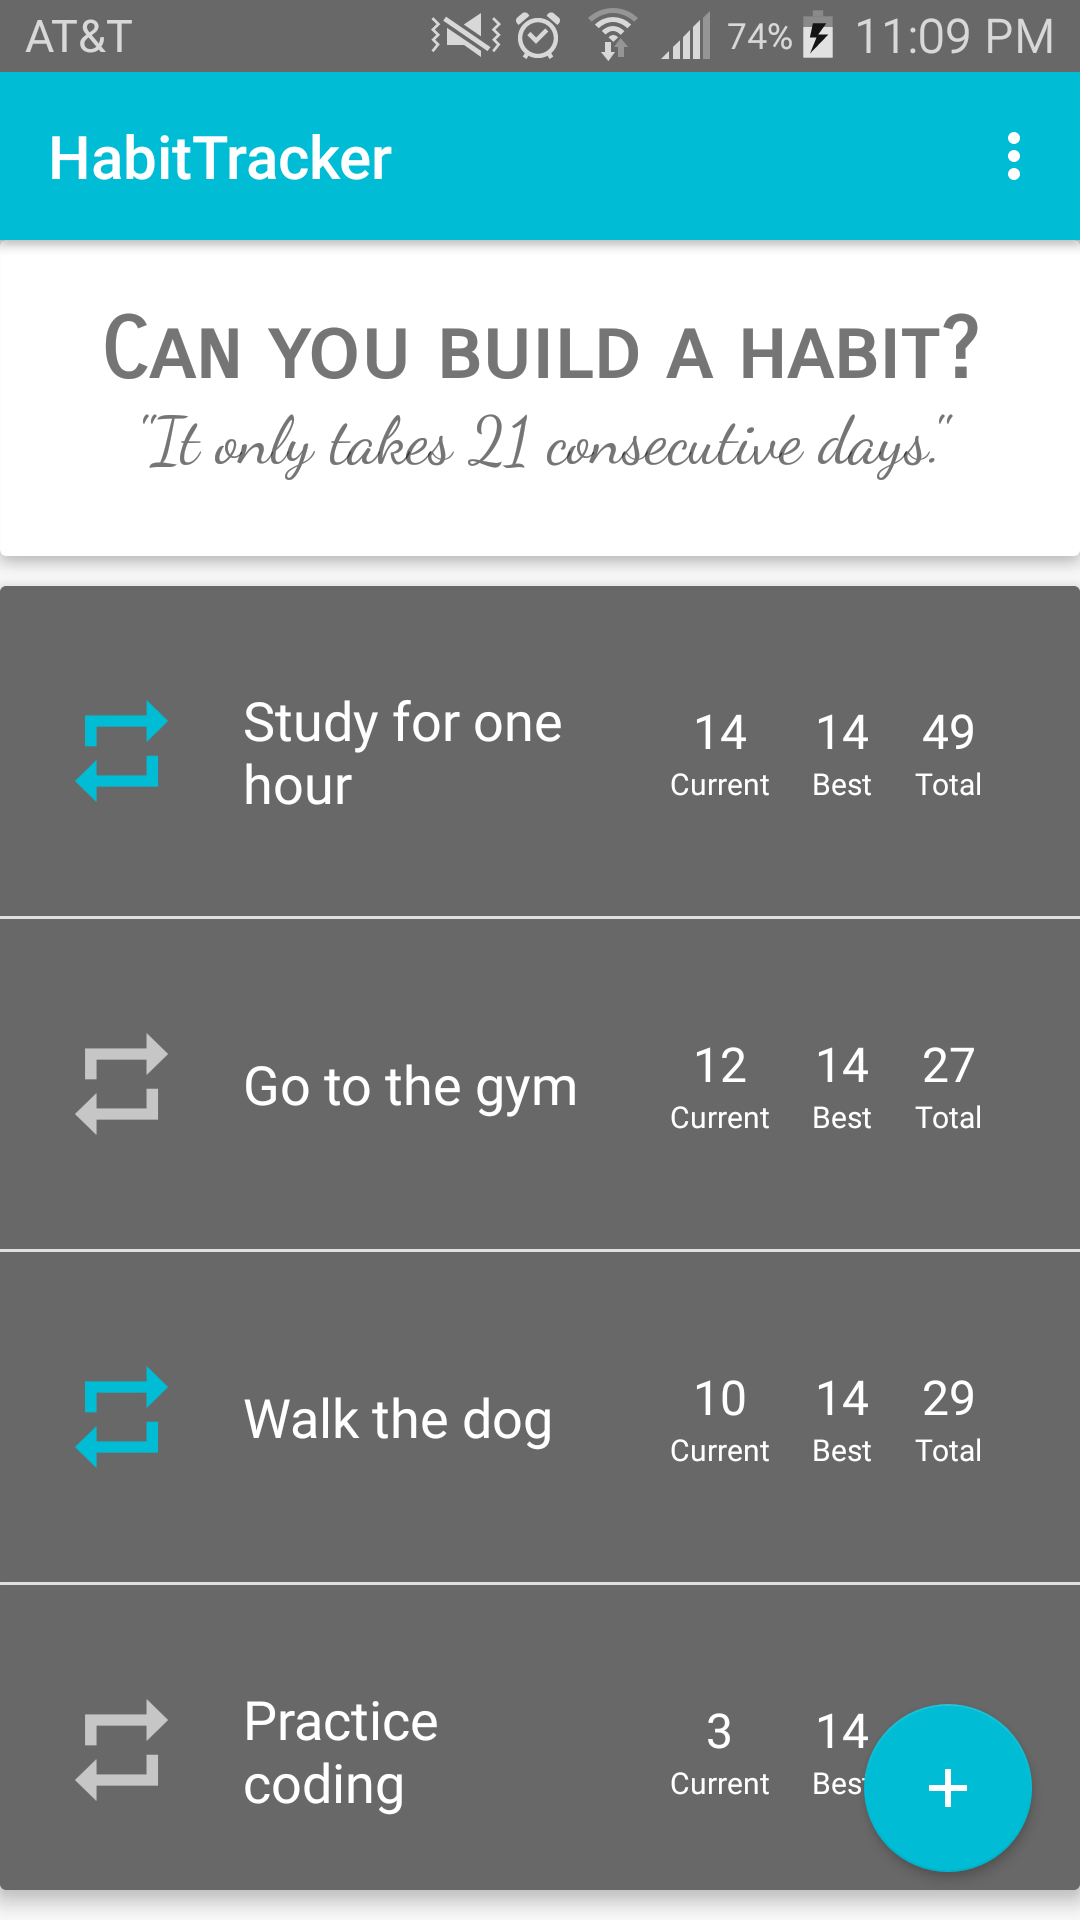 AT&T 74% 11:09 PM
HabitTracker
Can you build a habit?
"It only takes 21 consecutive days."
Study for one
hour
14 14 49
Current Best Total
Go to the gym
12 14 27
Current Best Total
Walk the dog
10 14 29
Current Best Total
Practice
coding
3 14
Current Best
+